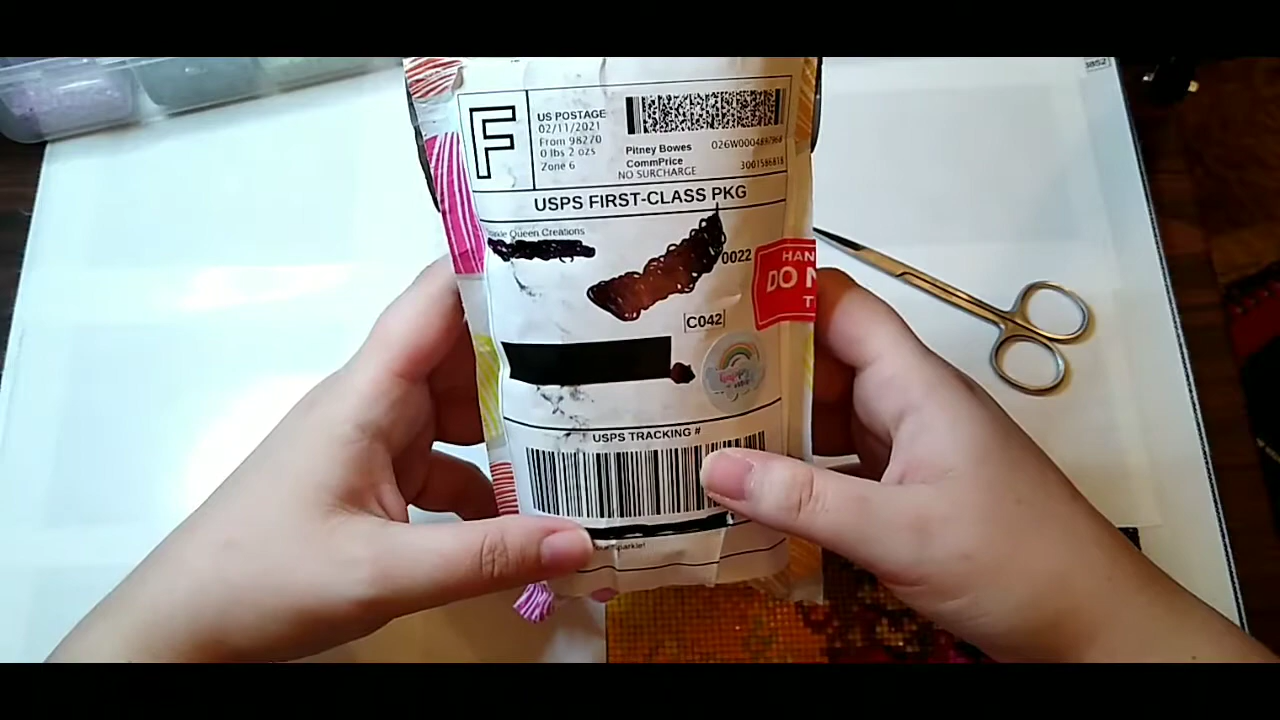 F
US POSTAGE
02/11/2021
From 98270
0 lbs 2 ozs
Zone 6
Pitney Bowes
CommPrice
NO SURCHARGE
026W0004897968
3001586818
USPS FIRST-CLASS PKG
Queen Creations
0022
C042
HAN
DO N
T
USPS TRACKING #